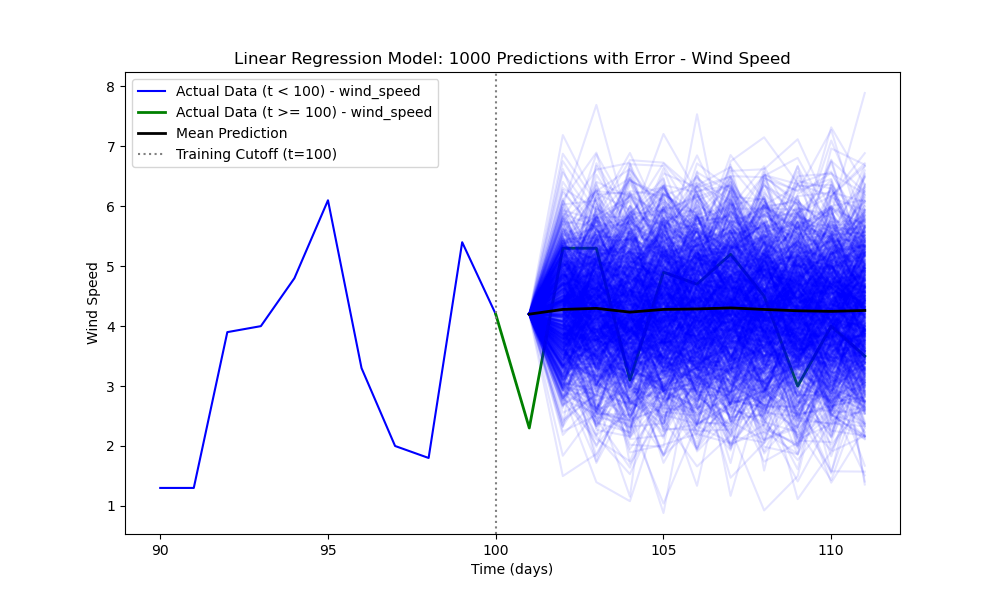 Linear Regression Model: 1000 Predictions with Error - Wind Speed
Actual Data (t < 100) - wind_speed
Actual Data (t >= 100) - wind_speed
Mean Prediction
Training Cutoff (t=100)
Wind Speed
8
7
6
5
4
3
2
1
90
95
100
105
110
Time (days)